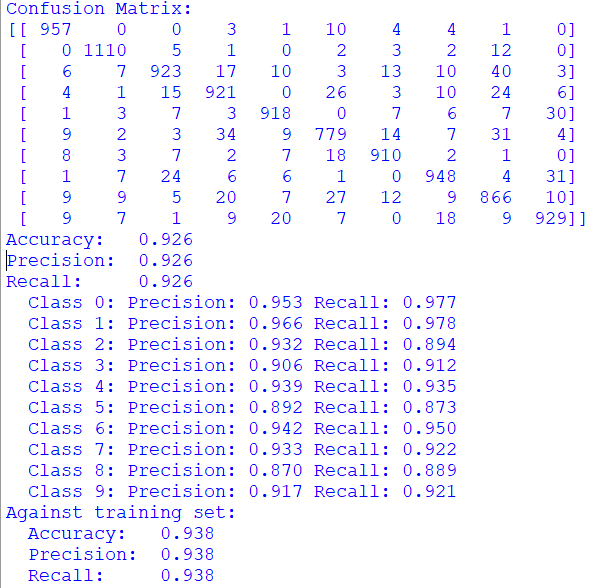 Confusion Matrix:
[[ 957    0    0    3    1   10    4    4    1    0]
 [   0 1110    5    1    0    2    3    2   12    0]
 [   6    7  923   17   10    3   13   10   40    3]
 [   4    1   15  921    0   26    3   10   24    6]
 [   1    3    7    3  918    0    7    6    7   30]
 [   9    2    3   34    9  779   14    7   31    4]
 [   8    3    7    2    7   18  910    2    1    0]
 [   1    7   24    6    6    1    0  948    4   31]
 [   9    9    5   20    7   27   12    9  866   10]
 [   9    7    1    9   20    7    0   18    9  929]]
Accuracy:   0.926
Precision:  0.926
Recall:     0.926
  Class 0: Precision: 0.953 Recall: 0.977
  Class 1: Precision: 0.966 Recall: 0.978
  Class 2: Precision: 0.932 Recall: 0.894
  Class 3: Precision: 0.906 Recall: 0.912
  Class 4: Precision: 0.939 Recall: 0.935
  Class 5: Precision: 0.892 Recall: 0.873
  Class 6: Precision: 0.942 Recall: 0.950
  Class 7: Precision: 0.933 Recall: 0.922
  Class 8: Precision: 0.870 Recall: 0.889
  Class 9: Precision: 0.917 Recall: 0.921
Against training set:
  Accuracy:   0.938
  Precision:  0.938
  Recall:     0.938